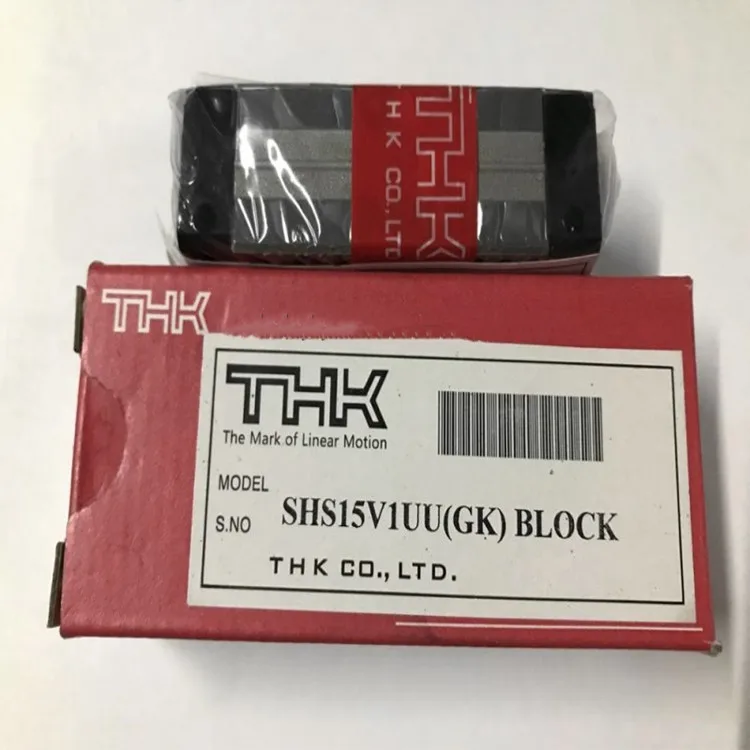 THK
THK CO.,LTD
THK
THK
The Mark of Linear Motion
MODEL
S.NO SHS15V1UU(GK) BLOCK
THK CO.,LTD.